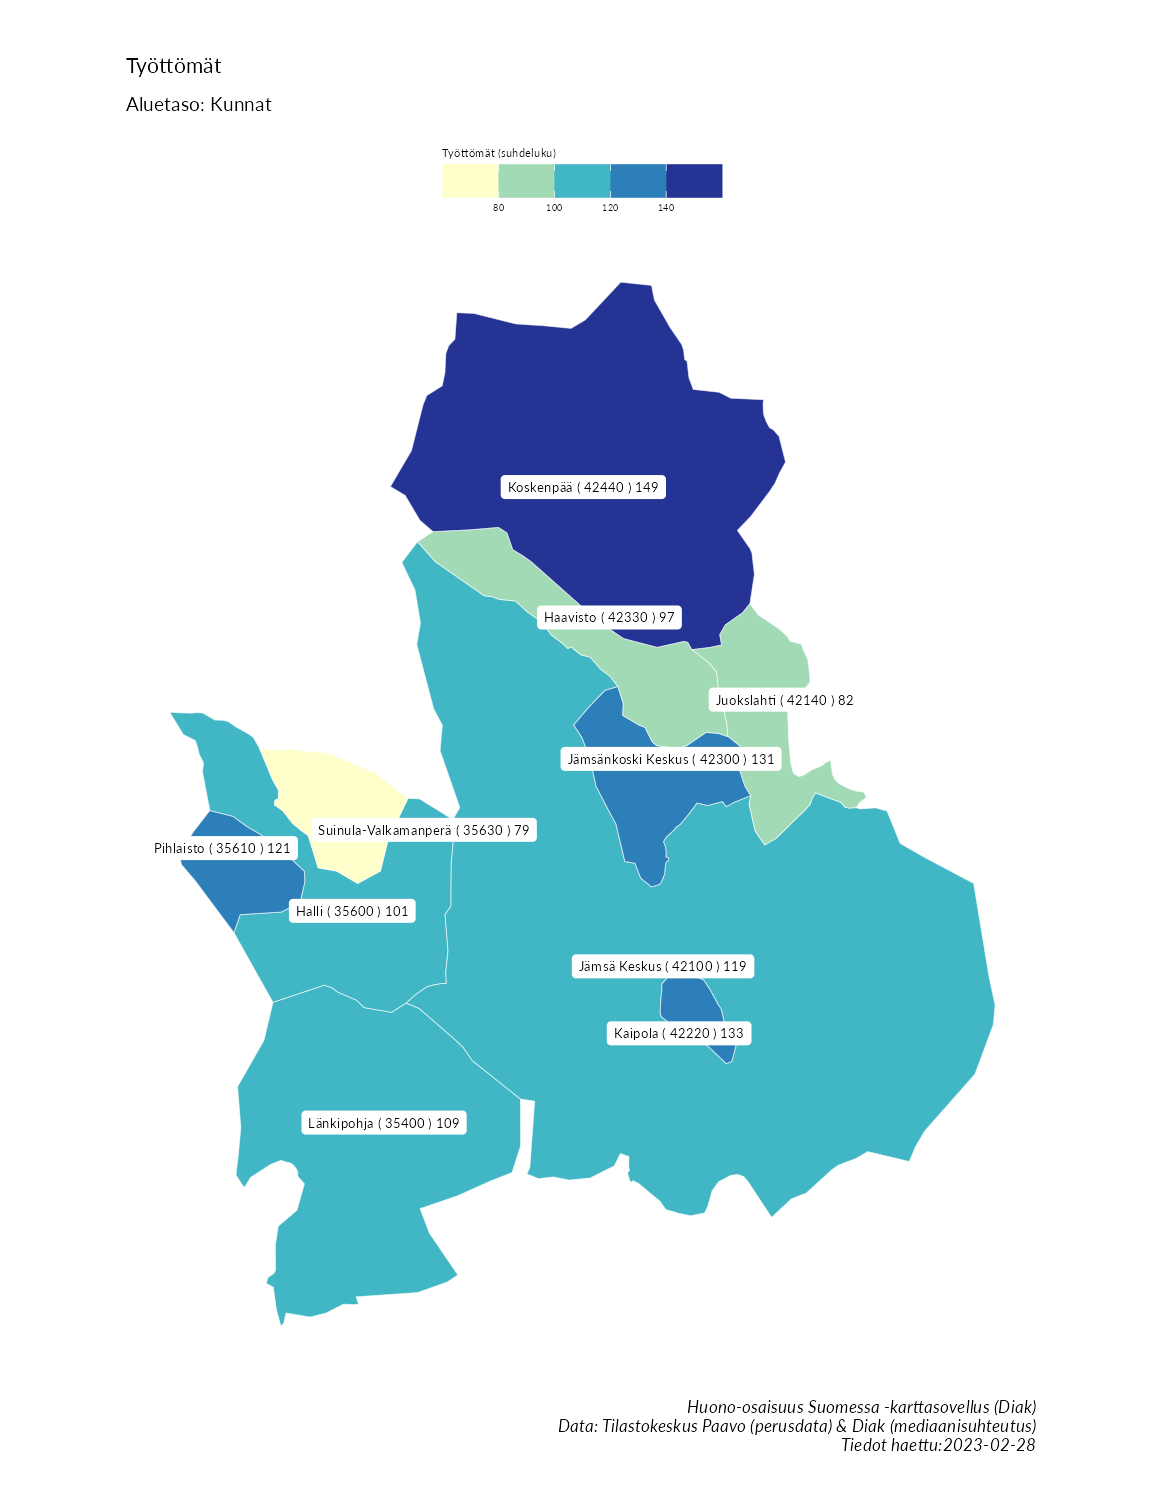 Työttömät
Aluetaso: Kunnat
Työttömät (suhdeluku)
80 100 120 140
Koskenpää ( 42440 ) 149
Haavisto ( 42330 ) 97
Juokslahti ( 42140 ) 82
Jämsänkoski Keskus ( 42300 ) 131
Suinula-Valkamanperä ( 35630 ) 79
Pihlaisto ( 35610 ) 121
Halli ( 35600 ) 101
Jämsä Keskus ( 42100 ) 119
Kaipola ( 42220 ) 133
Länkipohja ( 35400 ) 109
Huono-osaisuus Suomessa -karttasovellus (Diak)
Data: Tilastokeskus Paavo (perusdata) & Diak (mediaanisuhteutus)
Tiedot haettu:2023-02-28